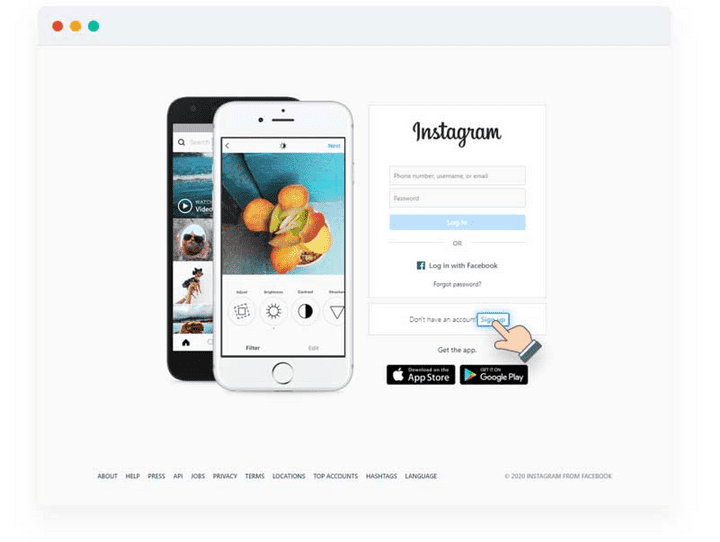 Search
WATCH
Video
Next
Adjust
Brightness
Contrast
Structure
Filter
Edit
Instagram
Phone number, username, or email
Password
Log In
OR
Log in with Facebook
Forgot password?
Don't have an account
Sign up
Get the app.
Download on the
App Store
GET IT ON
Google Play
ABOUT HELP PRESS API JOBS PRIVACY TERMS LOCATIONS TOP ACCOUNTS HASHTAGS LANGUAGE
© 2020 INSTAGRAM FROM FACEBOOK